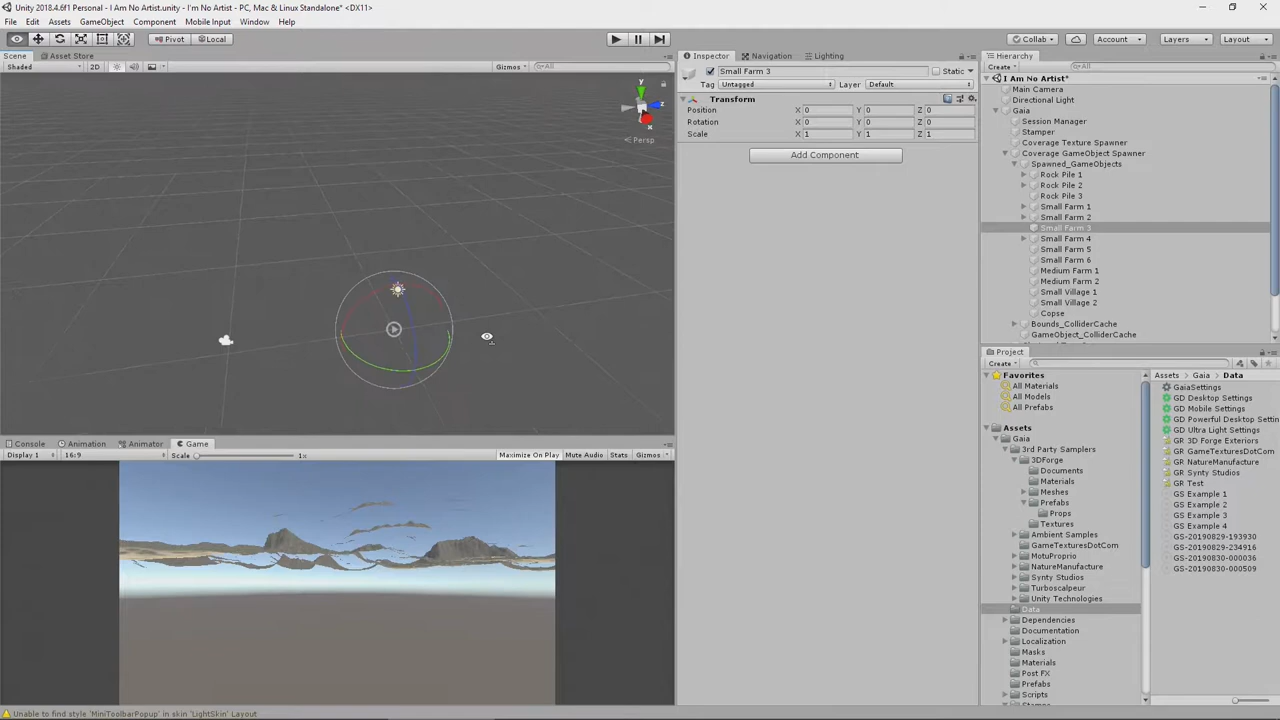 Unity 2018.4.6f1 Personal - I Am No Artist.unity - I'm No Artist - PC, Mac & Linux Standalone* <DX11>
File Edit Assets GameObject Component Mobile Input Window Help
Pivot Local Collab Account Layers Layout
Scene Asset Store
Shaded 2D Gizmos All
y
z
x
Persp
Console Animation Animator Game
Display 1 16:9 Scale 1x Maximize On Play Mute Audio Stats Gizmos
Unable to find style 'MiniToolbarPopup' in skin 'LightSkin' Layout
Inspector Navigation Lighting
Small Farm 3 Static
Tag Untagged Layer Default
Transform
Position X 0 Y 0 Z 0
Rotation X 0 Y 0 Z 0
Scale X 1 Y 1 Z 1
Add Component
Hierarchy
Create All
I Am No Artist*
Main Camera
Directional Light
Gaia
Session Manager
Stamper
Coverage Texture Spawner
Coverage GameObject Spawner
Spawned_GameObjects
Rock Pile 1
Rock Pile 2
Rock Pile 3
Small Farm 1
Small Farm 2
Small Farm 3
Small Farm 4
Small Farm 5
Small Farm 6
Medium Farm 1
Medium Farm 2
Small Village 1
Small Village 2
Copse
Bounds_ColliderCache
GameObject_ColliderCache
Project
Create
Favorites
All Materials
All Models
All Prefabs
Assets
Gaia
3rd Party Samplers
3DForge
Documents
Materials
Meshes
Prefabs
Props
Textures
Ambient Samples
GameTexturesDotCom
MotuProprio
NatureManufacture
Synty Studios
Turboscalpeur
Unity Technologies
Data
Dependencies
Documentation
Localization
Masks
Materials
Post FX
Prefabs
Scripts
Assets Gaia Data
GaiaSettings
GD Desktop Settings
GD Mobile Settings
GD Powerful Desktop Settin
GD Ultra Light Settings
GR 3D Forge Exteriors
GR GameTexturesDotCom
GR NatureManufacture
GR Synty Studios
GR Test
GS Example 1
GS Example 2
GS Example 3
GS Example 4
GS-20190829-193930
GS-20190829-234916
GS-20190830-000036
GS-20190830-000509